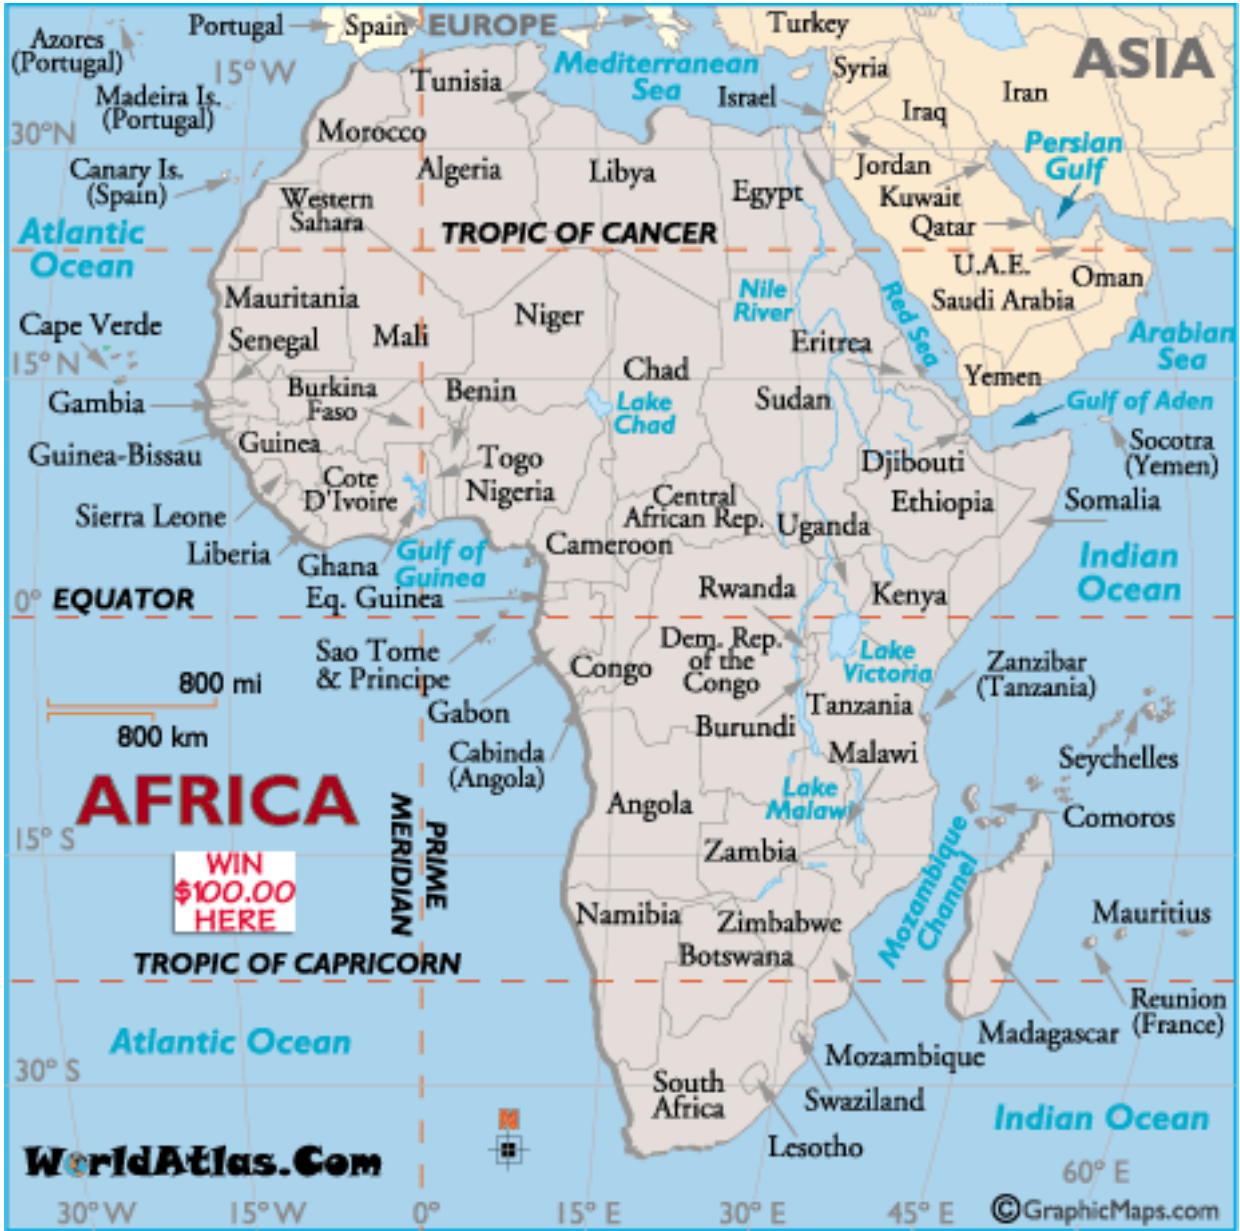 Portugal
Spain
EUROPE
Turkey
ASIA
Azores
(Portugal)
15° W
Tunisia
Mediterranean
Sea
Syria
Israel
Iraq
Iran
Madeira Is.
(Portugal)
30°N
Morocco
Persian
Gulf
Canary Is.
(Spain)
Algeria
Libya
Jordan
Egypt
Kuwait
Western
Sahara
Qatar
Atlantic
Ocean
TROPIC OF CANCER
U.A.E.
Oman
Mauritania
Nile
River
Red Sea
Saudi Arabia
Niger
Cape Verde
Senegal
Mali
Eritrea
Arabian
Sea
15° N
Chad
Yemen
Burkina
Faso
Benin
Lake
Chad
Sudan
Gambia
Gulf of Aden
Guinea
Guinea-Bissau
Togo
Djibouti
Socotra
(Yemen)
Cote
D'Ivoire
Nigeria
Central
African Rep.
Ethiopia
Somalia
Sierra Leone
Uganda
Liberia
Cameroon
Ghana
Gulf of
Guinea
Indian
Ocean
Rwanda
Kenya
0°
EQUATOR
Eq. Guinea
Sao Tome
& Principe
Congo
Dem. Rep.
of the
Congo
Lake
Victoria
Zanzibar
(Tanzania)
800 mi
800 km
Gabon
Burundi
Tanzania
Cabinda
(Angola)
Malawi
Seychelles
AFRICA
Angola
Lake
Malawi
Comoros
PRIME
MERIDIAN
15° S
Zambia
Mozambique
Channel
WIN
$100.00
HERE
Namibia
Zimbabwe
Mauritius
Botswana
TROPIC OF CAPRICORN
Reunion
(France)
Madagascar
Atlantic Ocean
Mozambique
30° S
South
Africa
Swaziland
Indian Ocean
N
Lesotho
WorldAtlas.Com
60° E
30° W
15° W
0°
15° E
30° E
45° E
©GraphicMaps.com